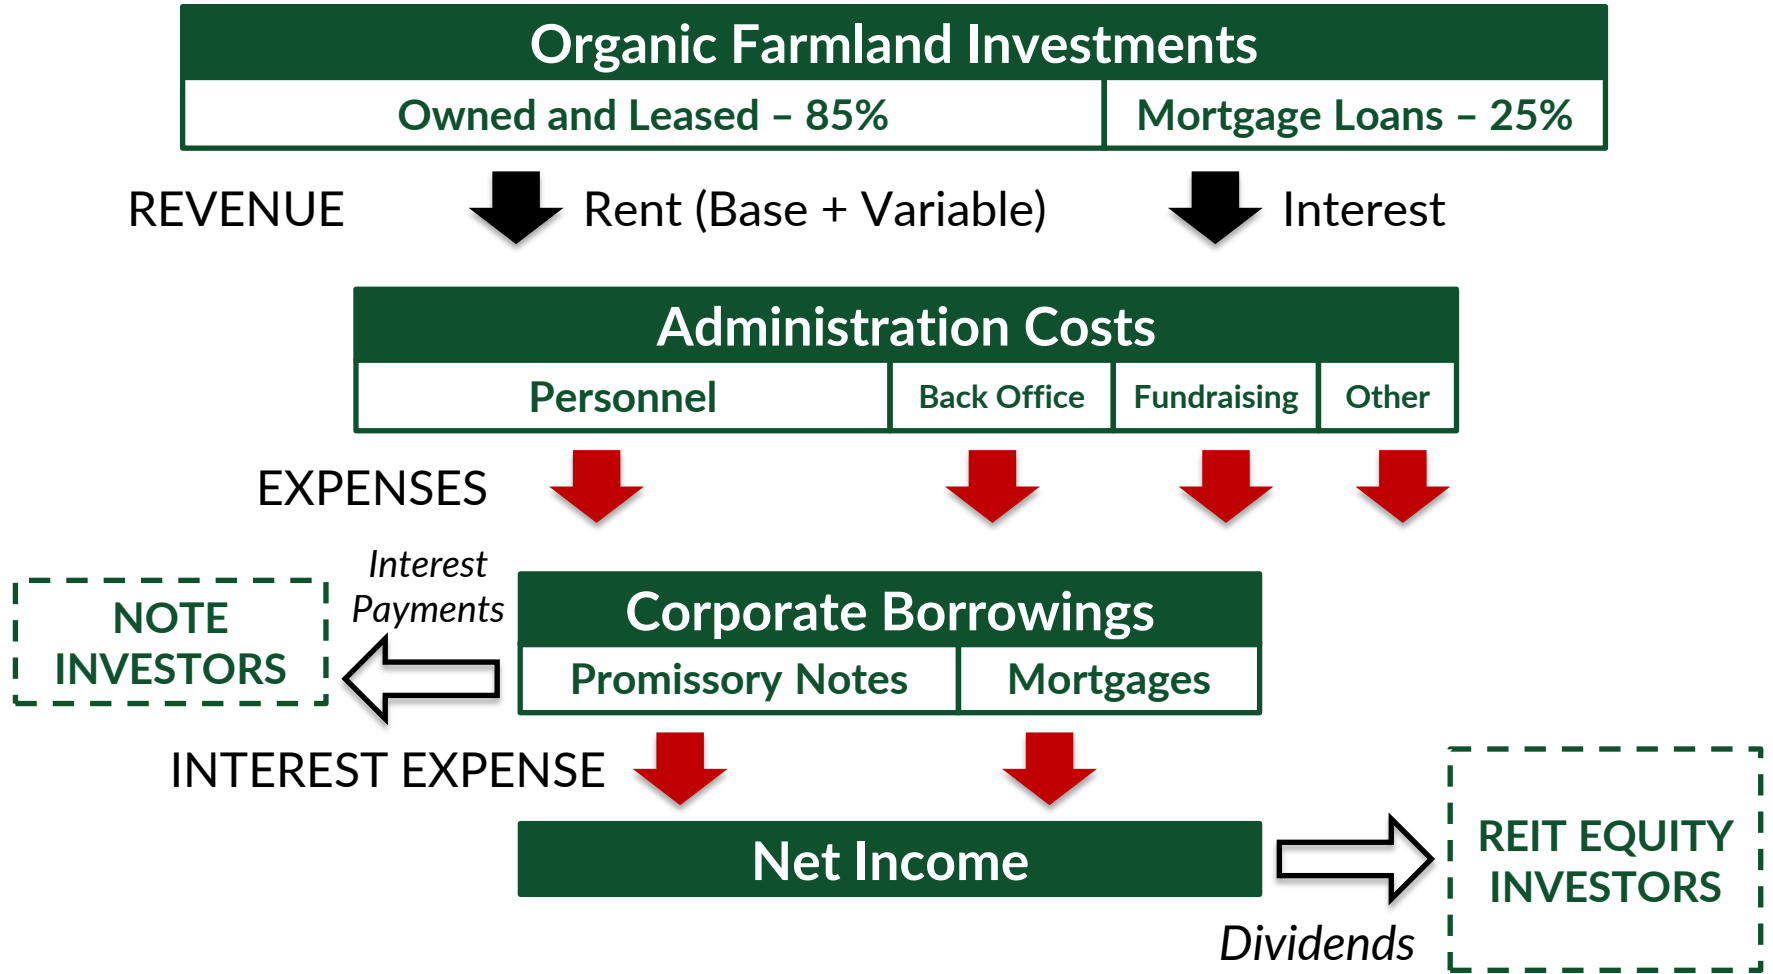 Organic Farmland Investments
Owned and Leased – 85%
Mortgage Loans – 25%
REVENUE
Rent (Base + Variable)
Interest
Administration Costs
Personnel
Back Office
Fundraising
Other
EXPENSES
Interest
Payments
NOTE
INVESTORS
Corporate Borrowings
Promissory Notes
Mortgages
INTEREST EXPENSE
Net Income
REIT EQUITY
INVESTORS
Dividends